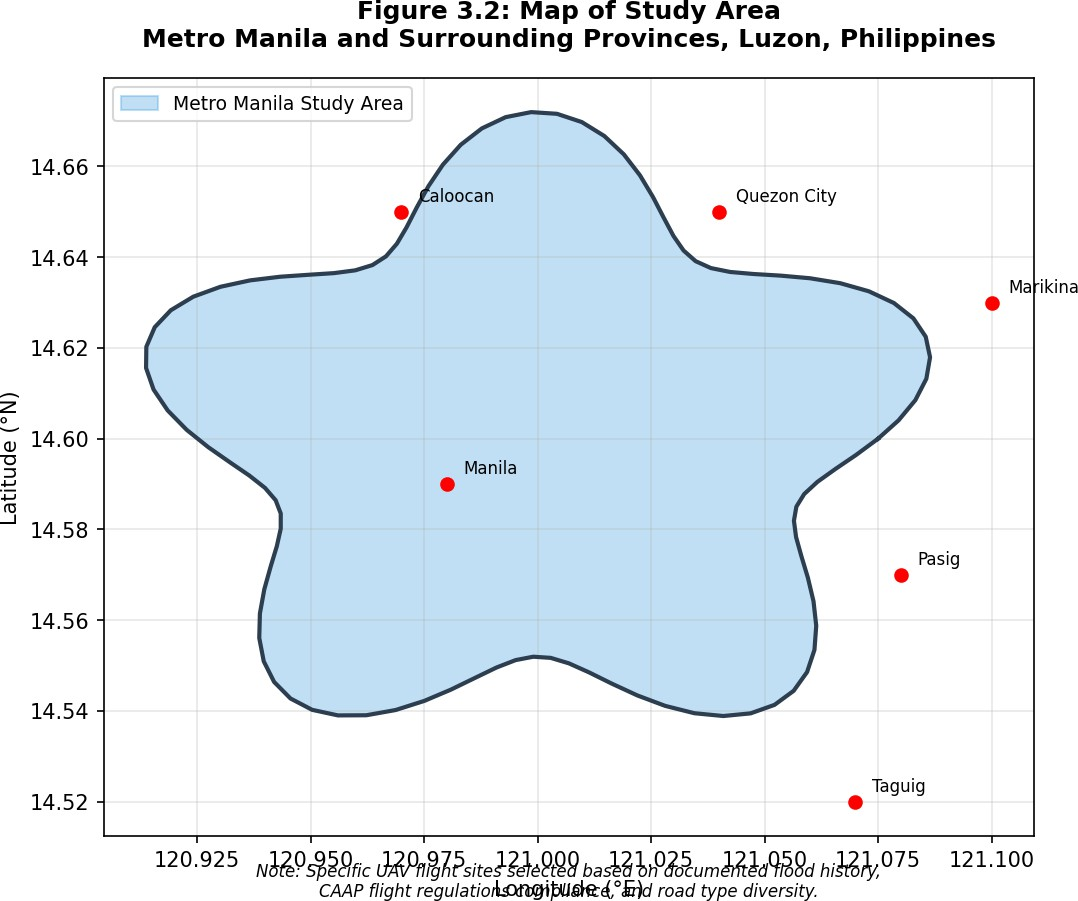 Figure 3.2: Map of Study Area
Metro Manila and Surrounding Provinces, Luzon, Philippines
Metro Manila Study Area
14.66
14.64
14.62
14.60
14.58
14.56
14.54
14.52
Latitude (°N)
Caloocan
Quezon City
Marikina
Manila
Pasig
Taguig
120.925 120.950 120.975 121.000 121.025 121.050 121.075 121.100
Longitude (°E)
Note: Specific UAV flight sites selected based on documented flood history,
CAAP flight regulations compliance, and road type diversity.